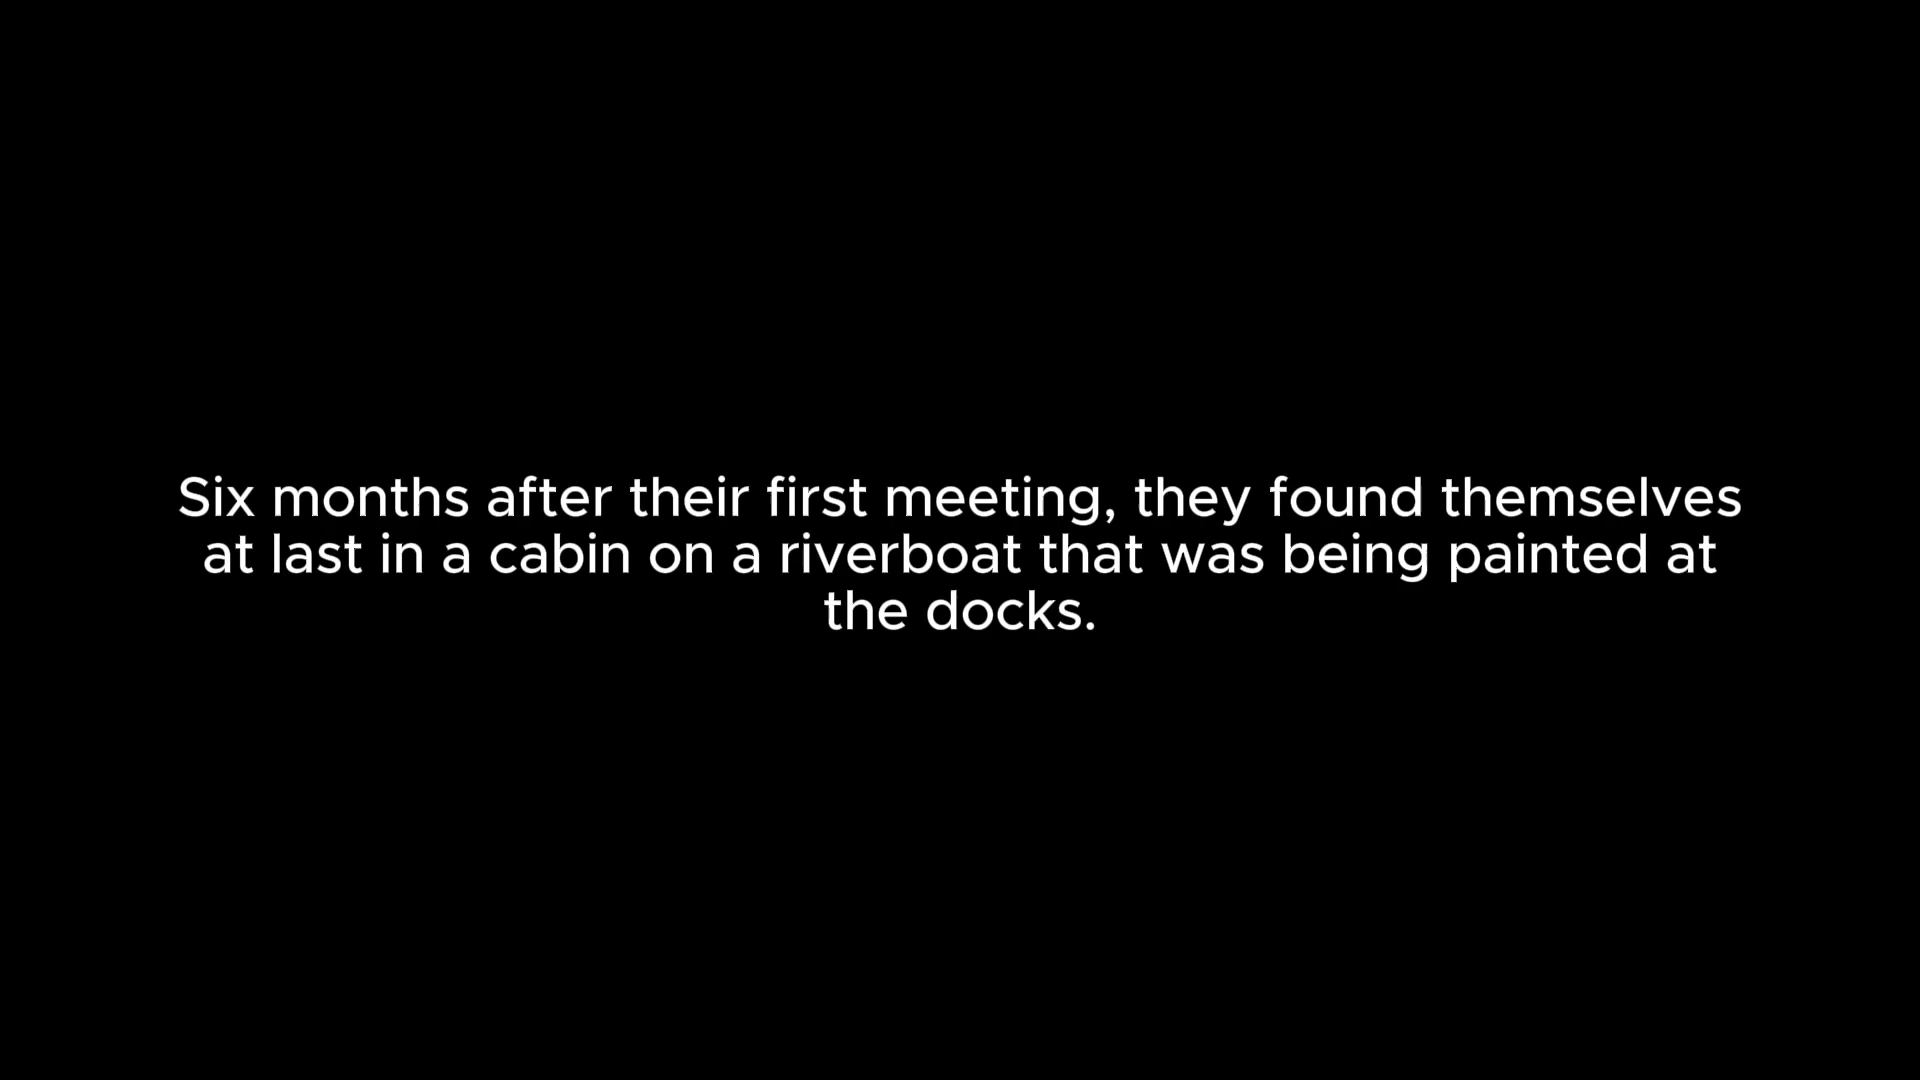 Six months after their first meeting, they found themselves
at last in a cabin on a riverboat that was being painted at
the docks.